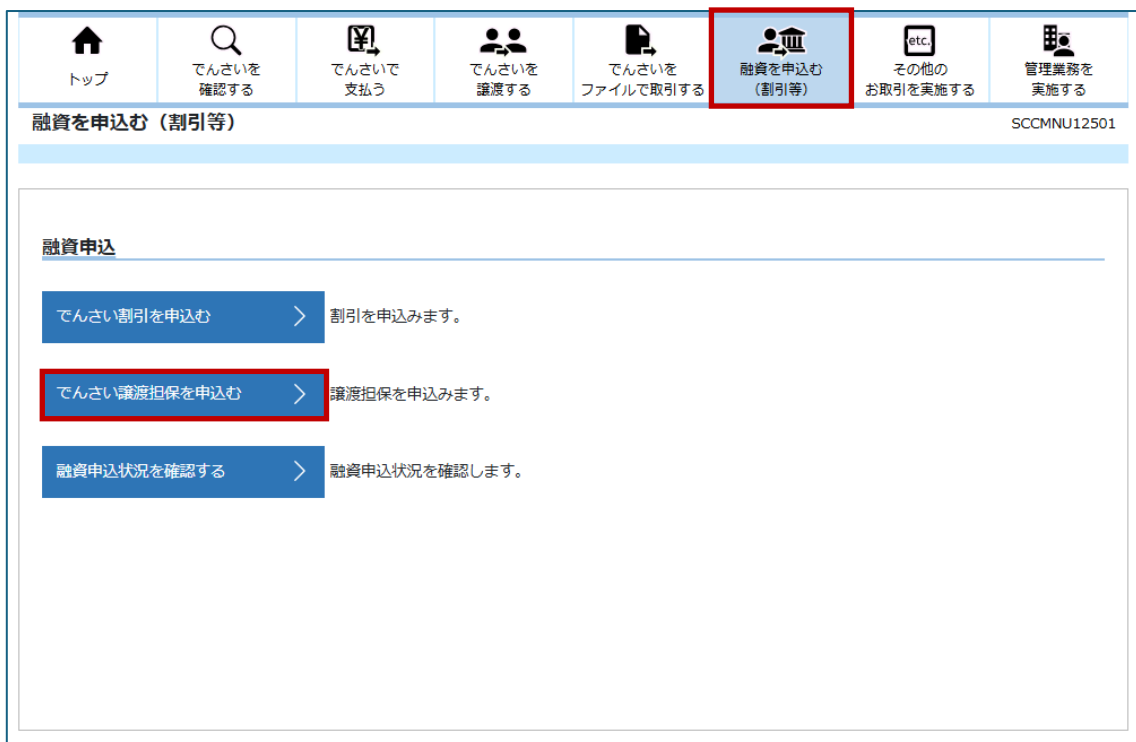 トップ
でんさいを
確認する
でんさいで
支払う
でんさいを
譲渡する
でんさいを
ファイルで取引する
融資を申込む
（割引等）
etc.
その他の
お取引を実施する
管理業務を
実施する
融資を申込む（割引等）
SCCMNU12501
融資申込
でんさい割引を申込む
割引を申込みます。
でんさい譲渡担保を申込む
譲渡担保を申込みます。
融資申込状況を確認する
融資申込状況を確認します。